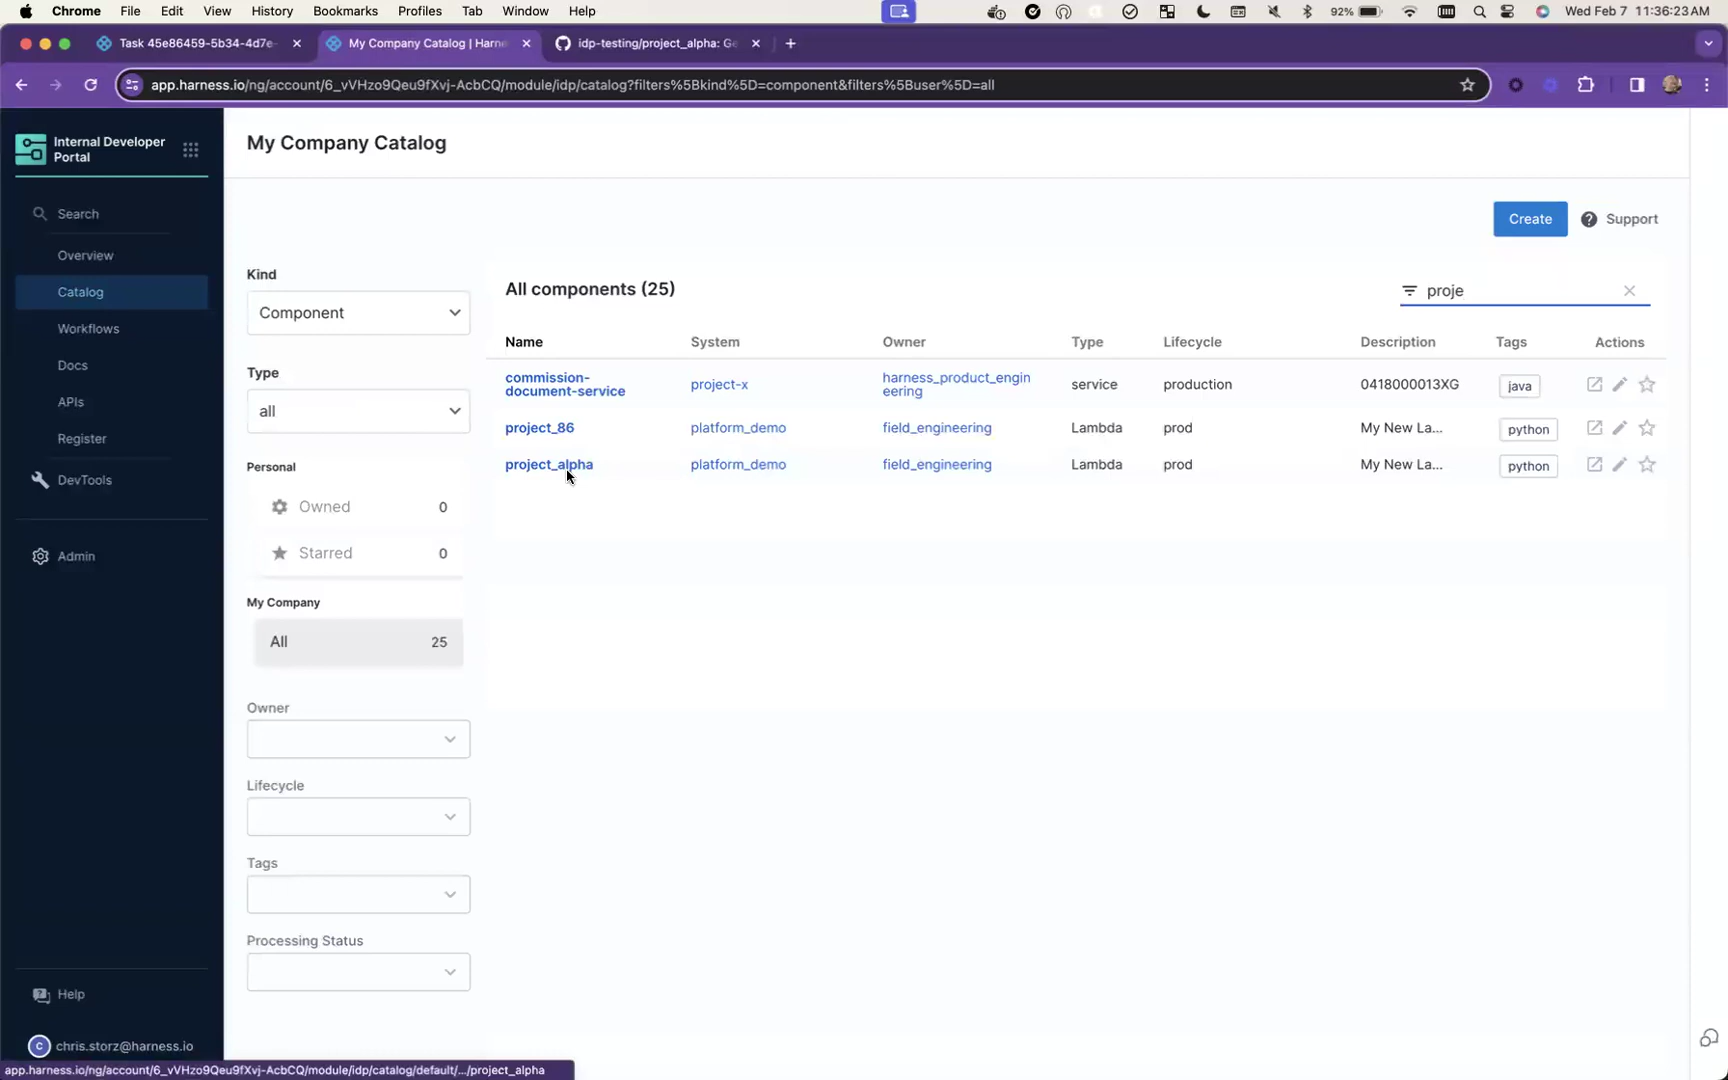 Chrome File Edit View History Bookmarks Profiles Tab Window Help 92% Wed Feb 7 11:36:23 AM
Task 45e86459-5b34-4d7e- My Company Catalog | Harne idp-testing/project_alpha: Ge
app.harness.io/ng/account/6_vVHzo9Qeu9fXvj-AcbCQ/module/idp/catalog?filters%5Bkind%5D=component&filters%5Buser%5D=all
Internal Developer
Portal
Search
Overview
Catalog
Workflows
Docs
APIs
Register
DevTools
Admin
Help
C chris.storz@harness.io
My Company Catalog
Create Support
Kind
Component
Type
all
Personal
Owned 0
Starred 0
My Company
All 25
Owner
Lifecycle
Tags
Processing Status
All components (25) proje
Name System Owner Type Lifecycle Description Tags Actions
commission-
document-service project-x harness_product_engin
eering service production 0418000013XG java
project_86 platform_demo field_engineering Lambda prod My New La... python
project_alpha platform_demo field_engineering Lambda prod My New La... python
app.harness.io/ng/account/6_vVHzo9Qeu9fXvj-AcbCQ/module/idp/catalog/default/.../project_alpha